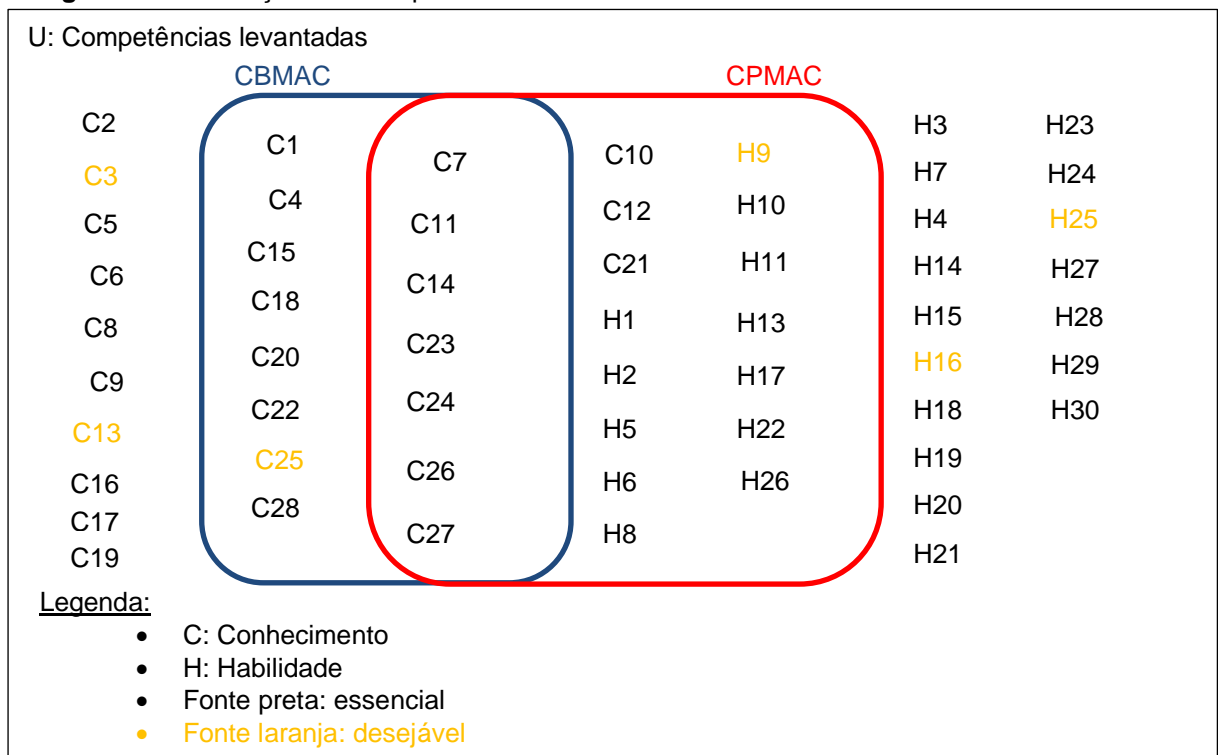 U: Competências levantadas
CBMAC CPMAC
C2
C3
C5
C6
C8
C9
C13
C16
C17
C19
C1
C4
C15
C18
C20
C22
C25
C28
C7
C11
C14
C23
C24
C26
C27
C10
C12
C21
H1
H2
H5
H6
H8
H9
H10
H11
H13
H17
H22
H26
H3
H7
H4
H14
H15
H16
H18
H19
H20
H21
H23
H24
H25
H27
H28
H29
H30
Legenda:
• C: Conhecimento
• H: Habilidade
• Fonte preta: essencial
• Fonte laranja: desejável